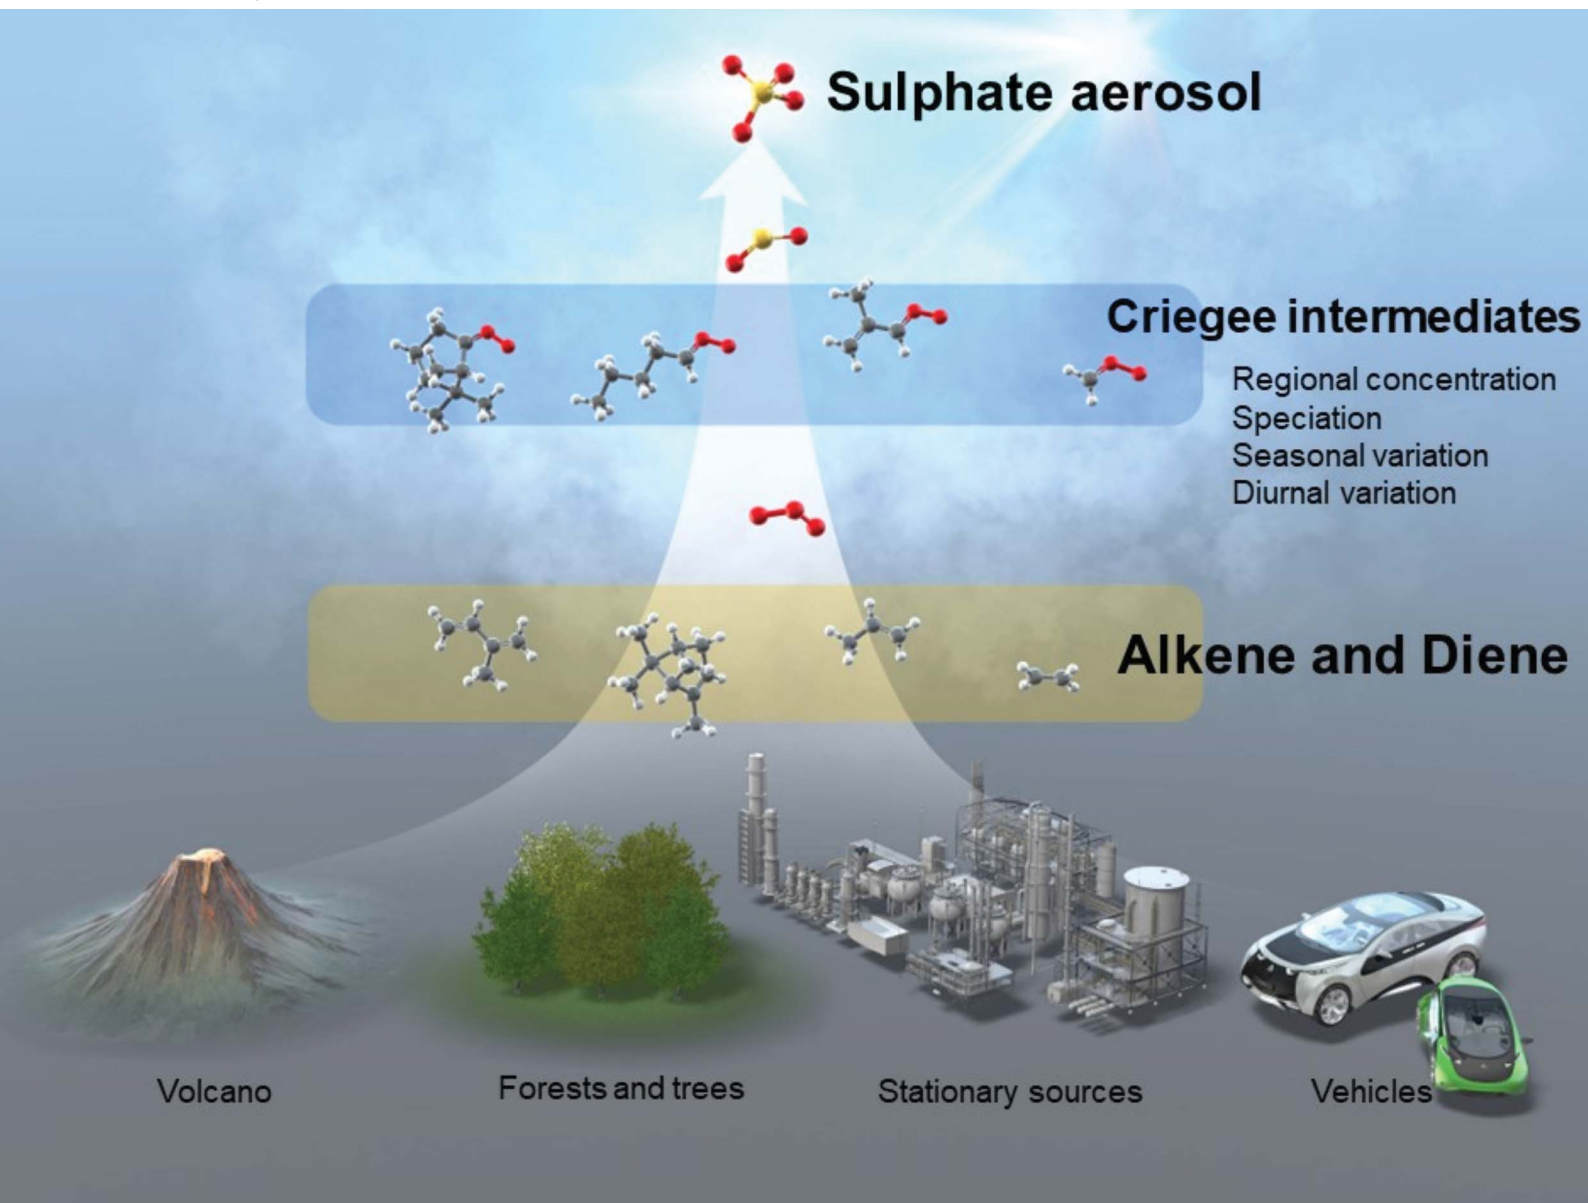 Sulphate aerosol
Criegee intermediates
Regional concentration
Speciation
Seasonal variation
Diurnal variation
Alkene and Diene
Volcano
Forests and trees
Stationary sources
Vehicles